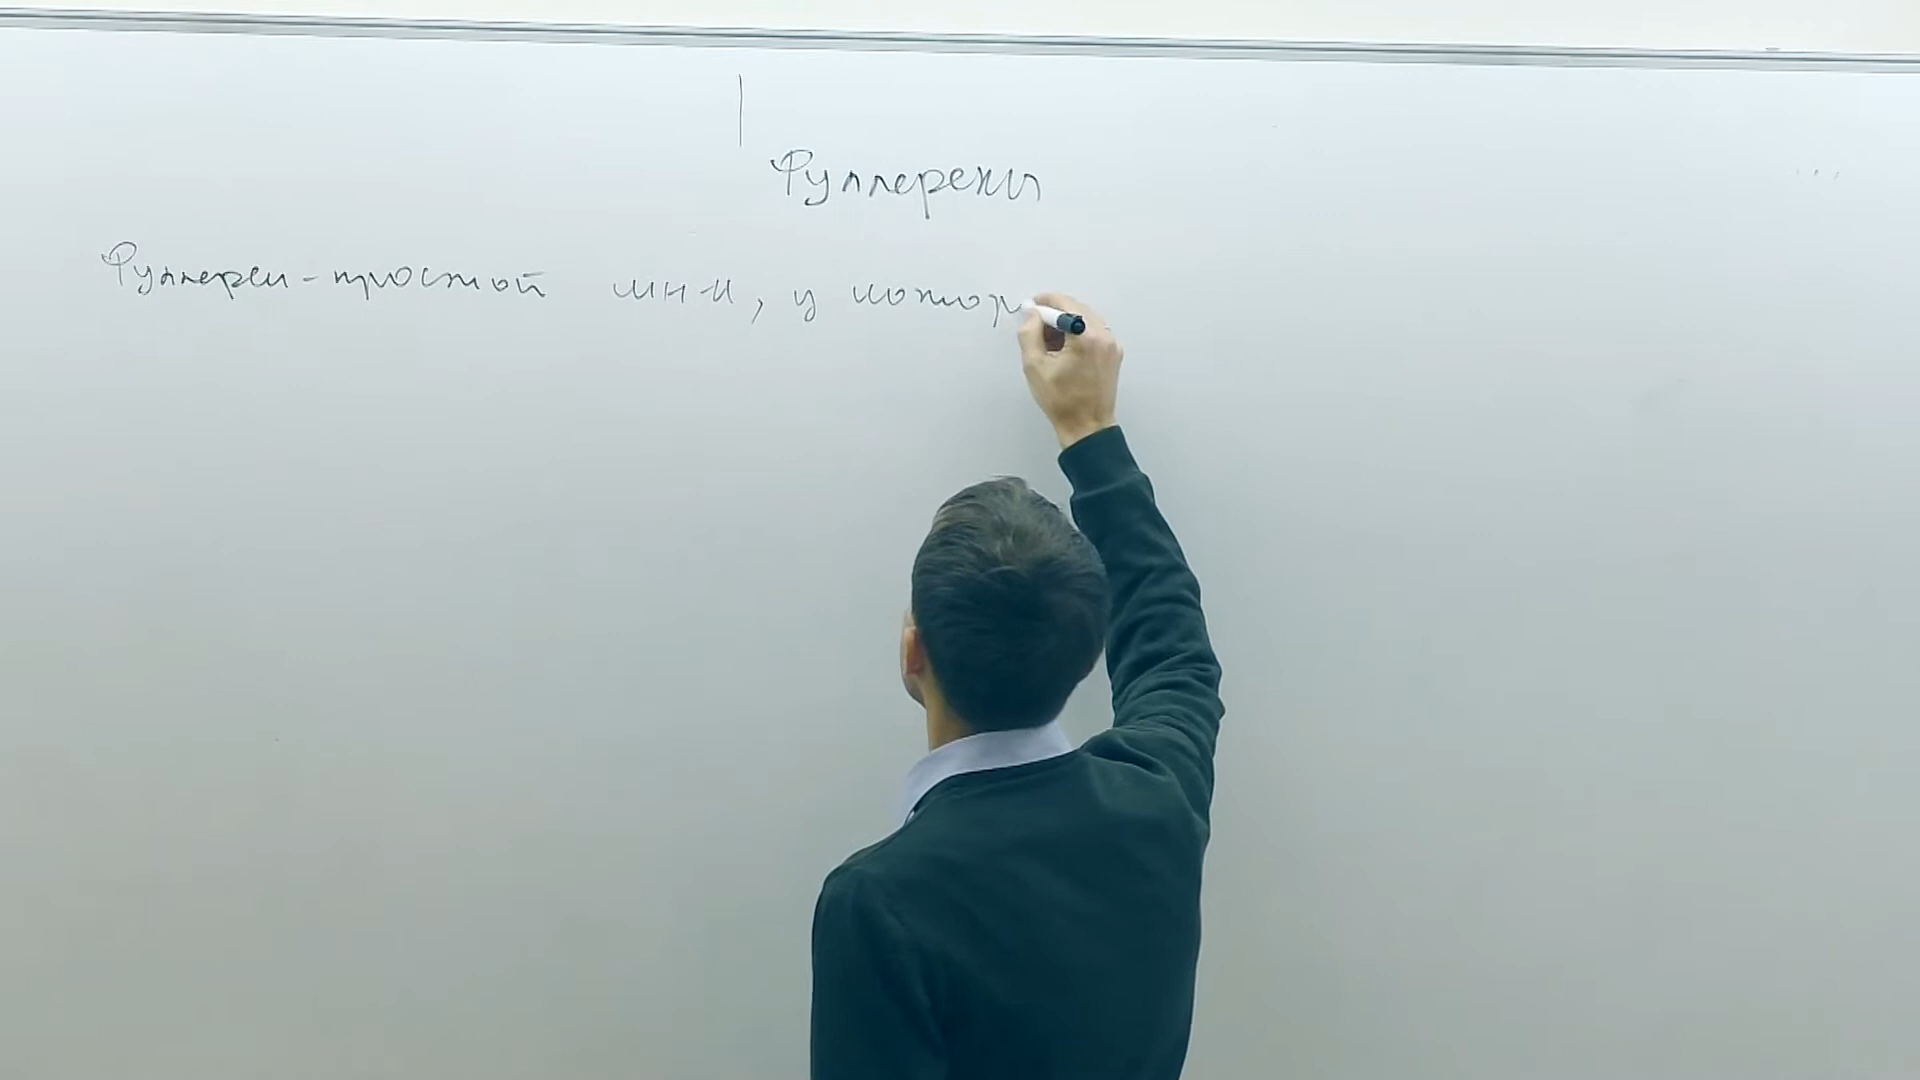 Фуллерены
Фуллерен - простой мн-к, у котор